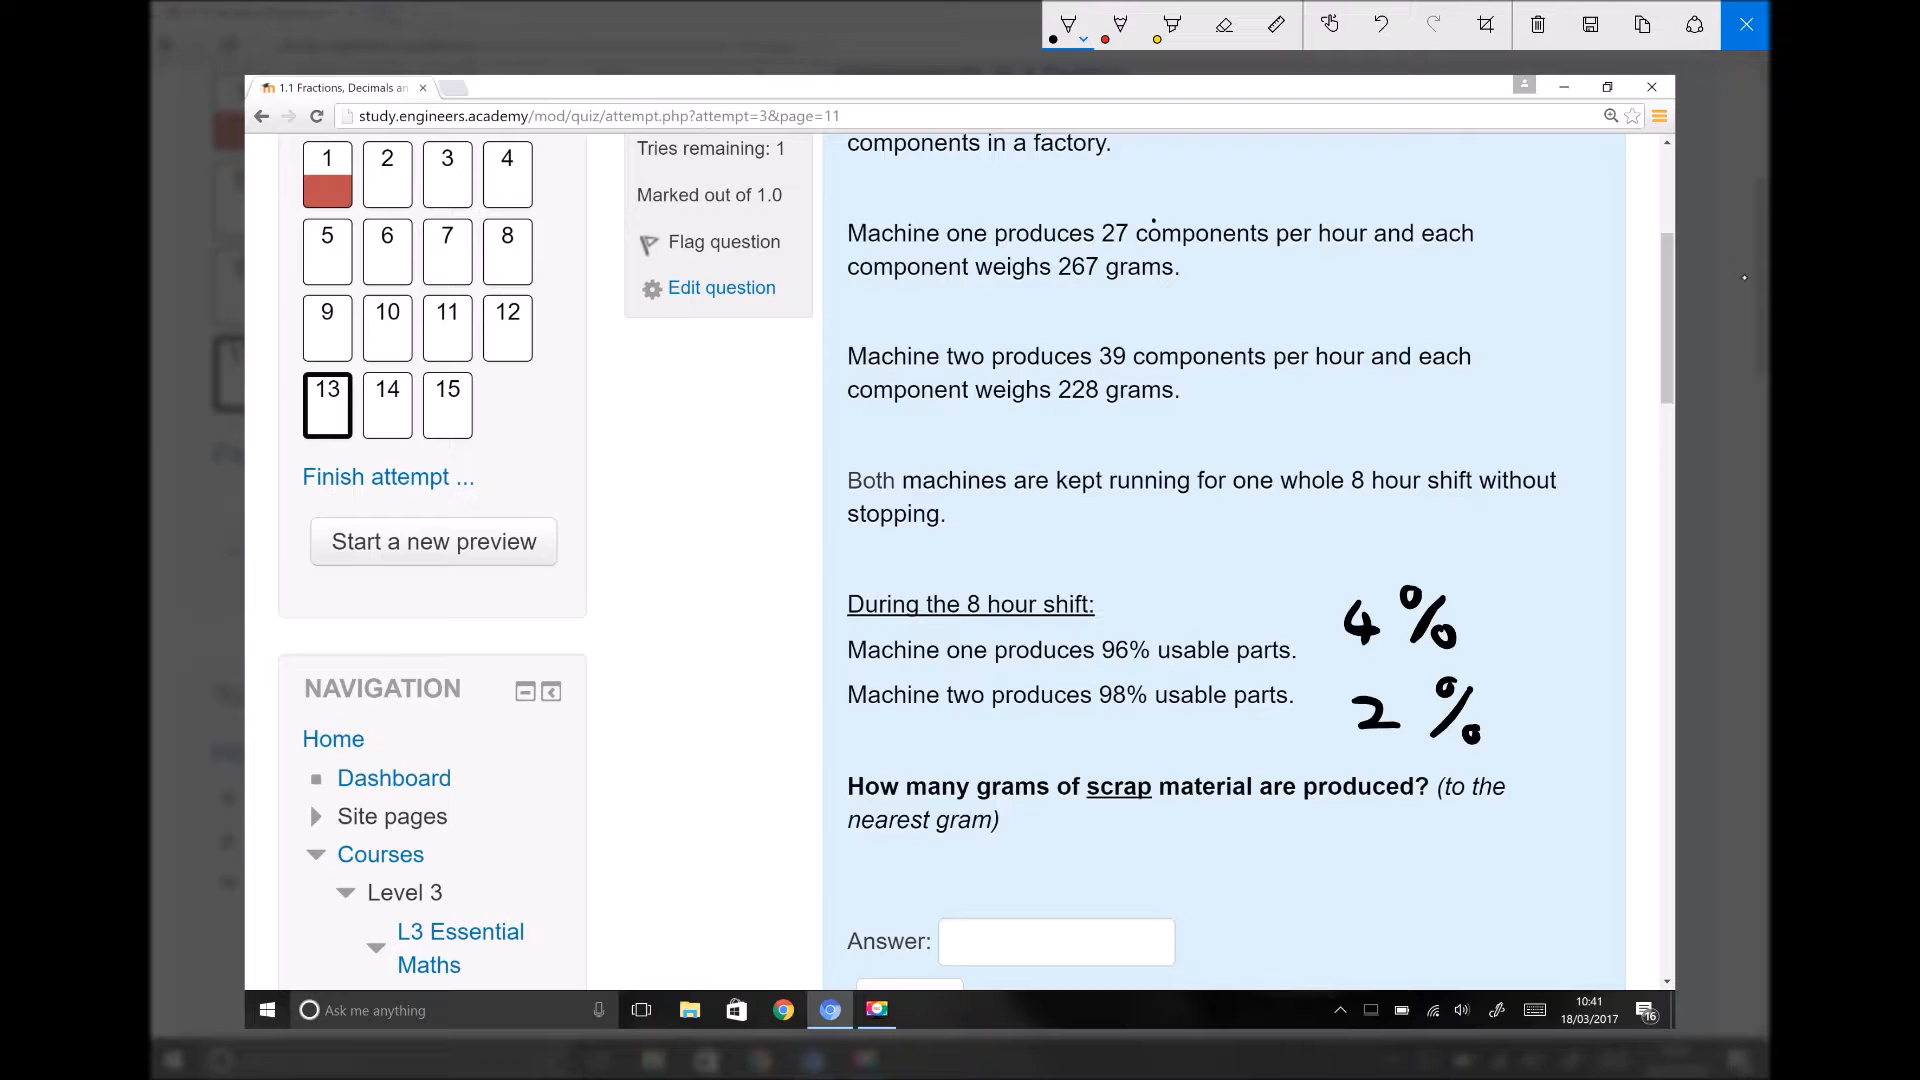 1.1 Fractions, Decimals an
study.engineers.academy/mod/quiz/attempt.php?attempt=3&page=11
1 2 3 4
5 6 7 8
9 10 11 12
13 14 15
Finish attempt ...
Start a new preview
NAVIGATION
Home
Dashboard
Site pages
Courses
Level 3
L3 Essential
Maths
Tries remaining: 1
Marked out of 1.0
Flag question
Edit question
components in a factory.
Machine one produces 27 components per hour and each
component weighs 267 grams.
Machine two produces 39 components per hour and each
component weighs 228 grams.
Both machines are kept running for one whole 8 hour shift without
stopping.
During the 8 hour shift:
Machine one produces 96% usable parts.
4%
Machine two produces 98% usable parts.
2%
How many grams of scrap material are produced? (to the
nearest gram)
Answer:
Ask me anything
10:41
18/03/2017
16